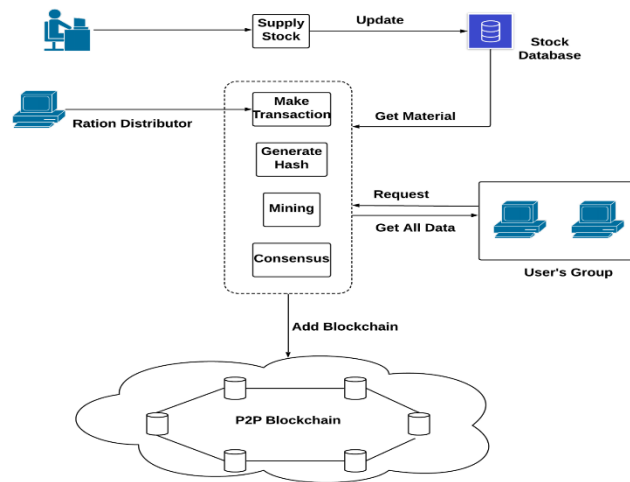 Supply
Stock
Update
Stock
Database
Ration Distributor
Make
Transaction
Get Material
Generate
Hash
Request
Mining
Get All Data
Consensus
User's Group
Add Blockchain
P2P Blockchain